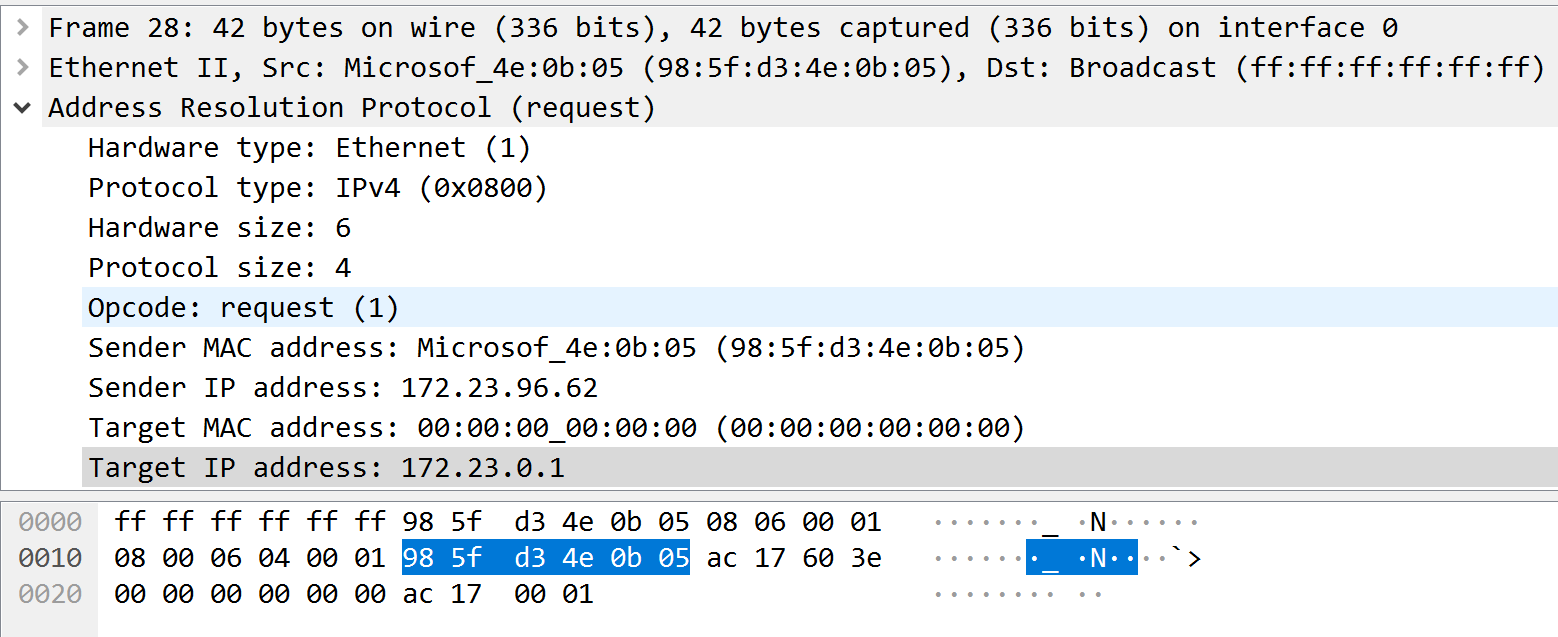 Frame 28: 42 bytes on wire (336 bits), 42 bytes captured (336 bits) on interface 0
Ethernet II, Src: Microsof_4e:0b:05 (98:5f:d3:4e:0b:05), Dst: Broadcast (ff:ff:ff:ff:ff:ff)
Address Resolution Protocol (request)
Hardware type: Ethernet (1)
Protocol type: IPv4 (0x0800)
Hardware size: 6
Protocol size: 4
Opcode: request (1)
Sender MAC address: Microsof_4e:0b:05 (98:5f:d3:4e:0b:05)
Sender IP address: 172.23.96.62
Target MAC address: 00:00:00_00:00:00 (00:00:00:00:00:00)
Target IP address: 172.23.0.1
0000 ff ff ff ff ff ff 98 5f d3 4e 0b 05 08 06 00 01 ·······_ ·N······
0010 08 00 06 04 00 01 98 5f d3 4e 0b 05 ac 17 60 3e ·······_ ·N····`>
0020 00 00 00 00 00 00 ac 17 00 01 ········ ··